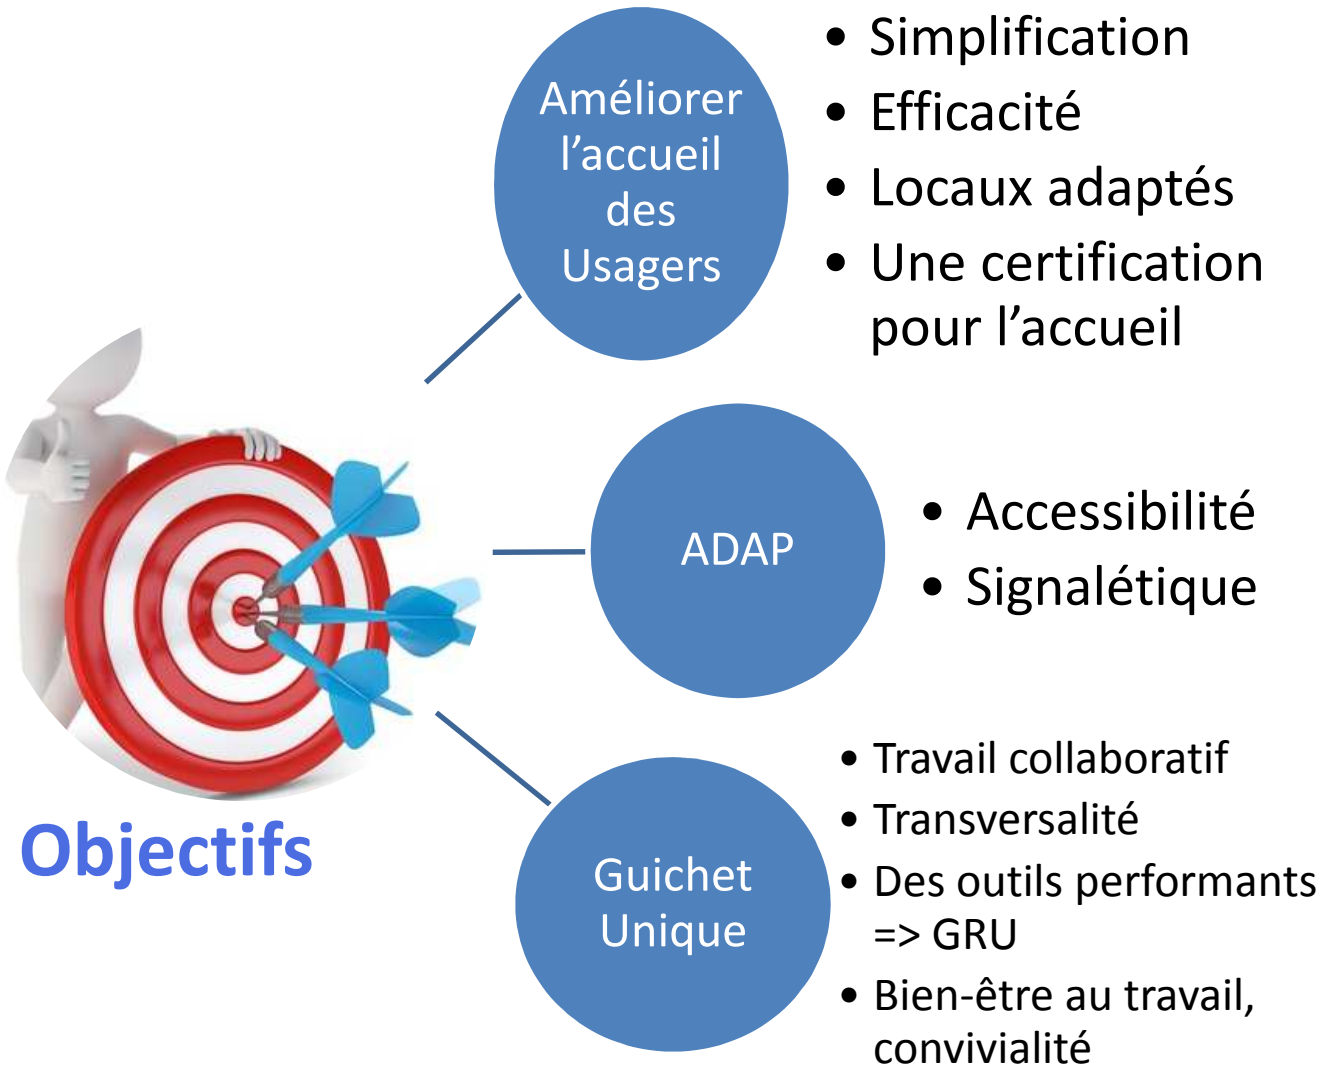 Améliorer
l’accueil
des
Usagers
• Simplification
• Efficacité
• Locaux adaptés
• Une certification
pour l’accueil
ADAP
• Accessibilité
• Signalétique
Objectifs
Guichet
Unique
• Travail collaboratif
• Transversalité
• Des outils performants
=> GRU
• Bien-être au travail,
convivialité